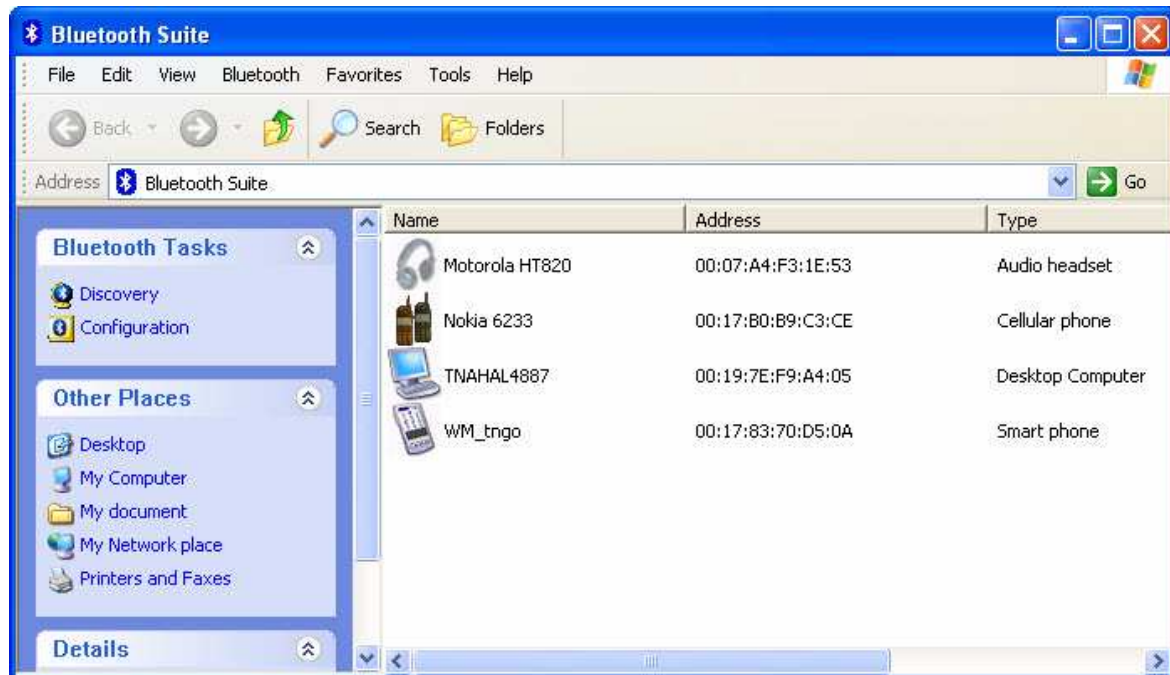 Bluetooth Suite
File Edit View Bluetooth Favorites Tools Help
Back Search Folders
Address Bluetooth Suite Go
Bluetooth Tasks
Discovery
Configuration
Other Places
Desktop
My Computer
My document
My Network place
Printers and Faxes
Details
Name Address Type
Motorola HT820 00:07:A4:F3:1E:53 Audio headset
Nokia 6233 00:17:B0:B9:C3:CE Cellular phone
TNAHAL4887 00:19:7E:F9:A4:05 Desktop Computer
WM_tngo 00:17:83:70:D5:0A Smart phone